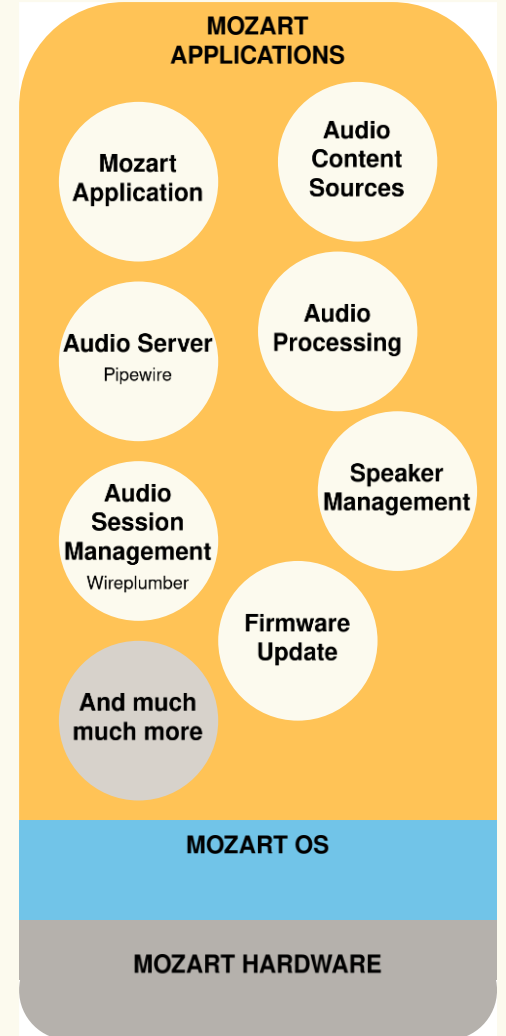 MOZART
APPLICATIONS
Audio
Content
Sources
Mozart
Application
Audio
Processing
Audio Server
Pipewire
Speaker
Management
Audio
Session
Management
Wireplumber
Firmware
Update
And much
much more
MOZART OS
MOZART HARDWARE